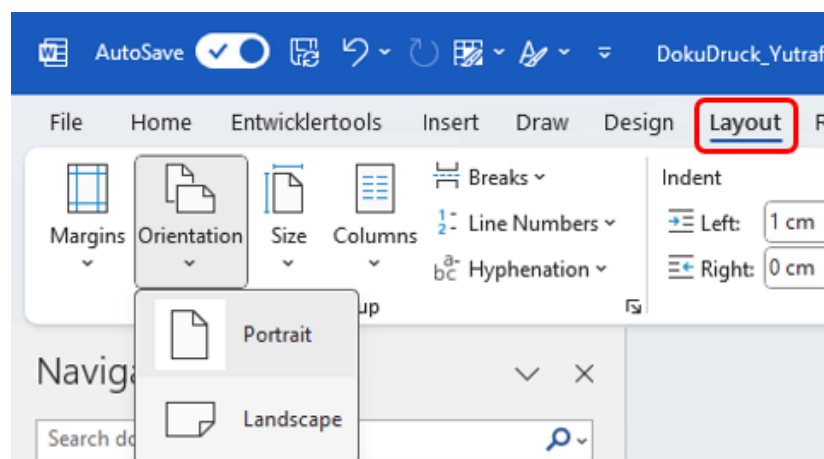 AutoSave DokuDruck_Yutraf
File Home Entwicklertools Insert Draw Design Layout R
Margins Orientation Size Columns
Breaks
Line Numbers
Hyphenation
Indent
Left: 1 cm
Right: 0 cm
up
Portrait
Landscape
Naviga
Search do